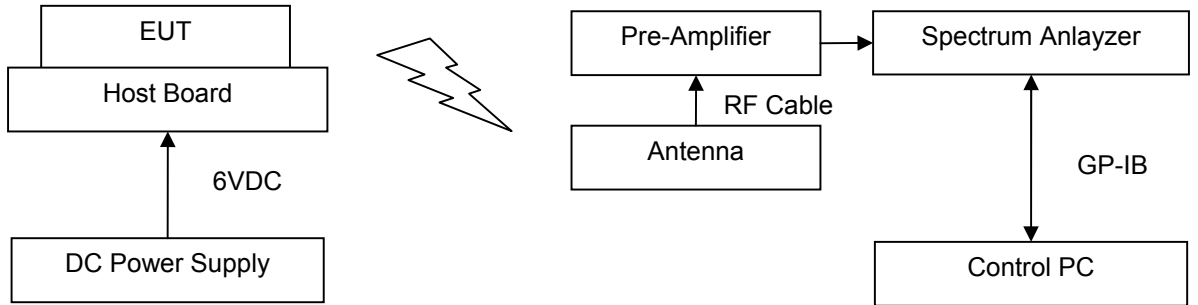 EUT
Host Board
6VDC
DC Power Supply
Pre-Amplifier
Spectrum Anlayzer
RF Cable
Antenna
GP-IB
Control PC